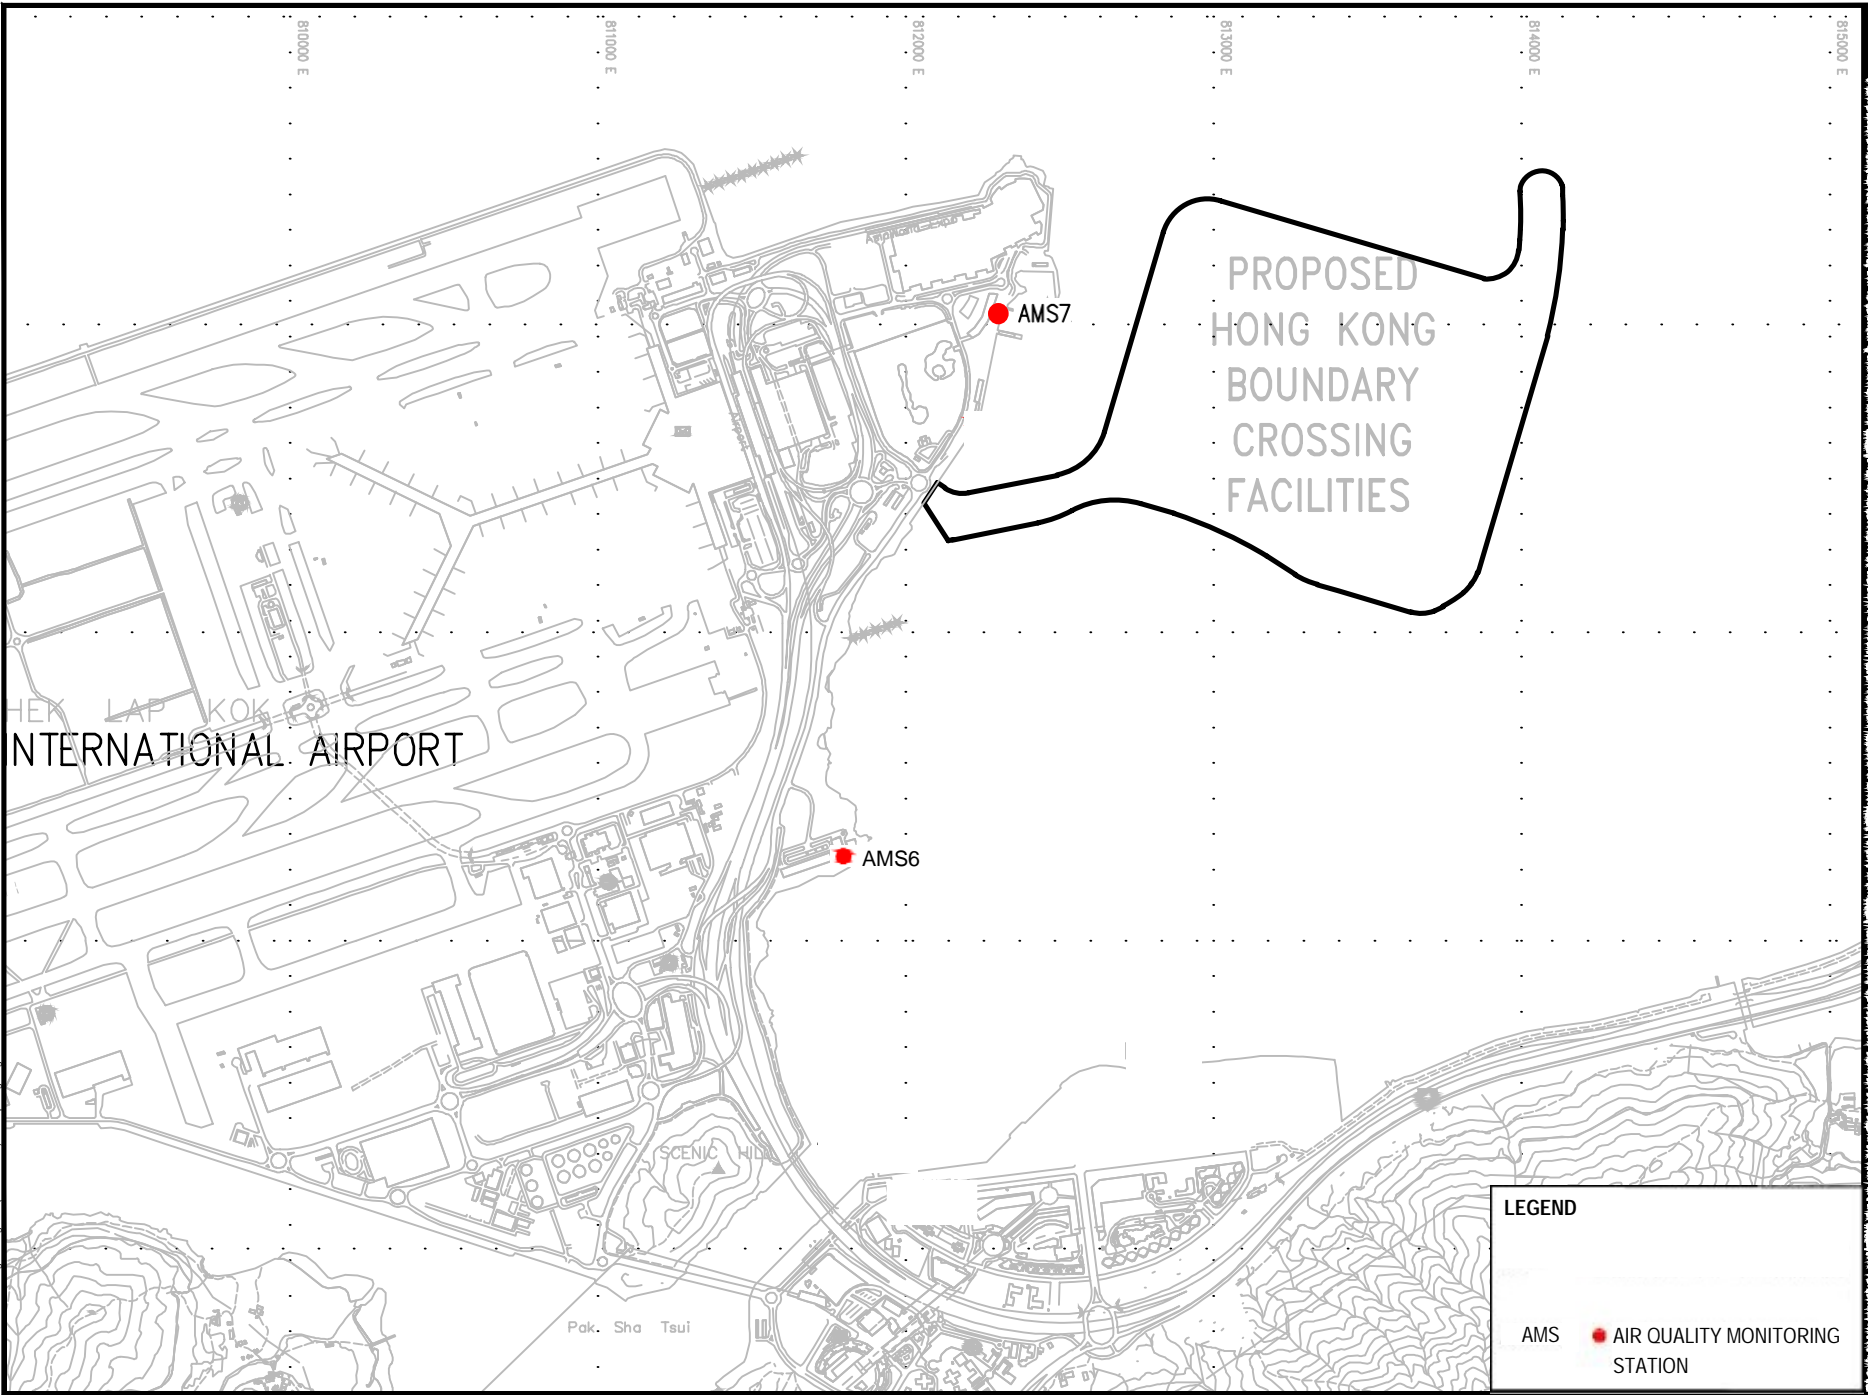 810000 E
811000 E
812000 E
813000 E
814000 E
815000 E
PROPOSED
HONG KONG
BOUNDARY
CROSSING
FACILITIES
AMS7
Airport
HEK LAP KOK
INTERNATIONAL AIRPORT
AMS6
SCENIC HILL
Pak Sha Tsui
LEGEND
AMS AIR QUALITY MONITORING
STATION